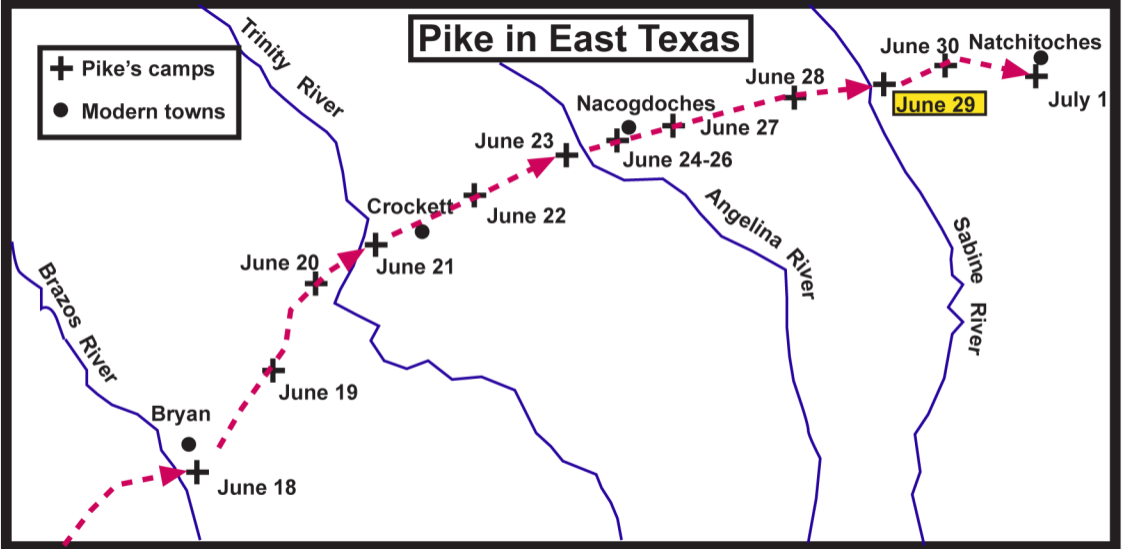 Pike in East Texas
Pike's camps
Modern towns
Trinity River
June 30
Natchitoches
June 28
July 1
June 29
Nacogdoches
June 27
June 23
June 24-26
Crockett
June 22
Angelina River
June 20
June 21
Sabine River
Brazos River
June 19
Bryan
June 18